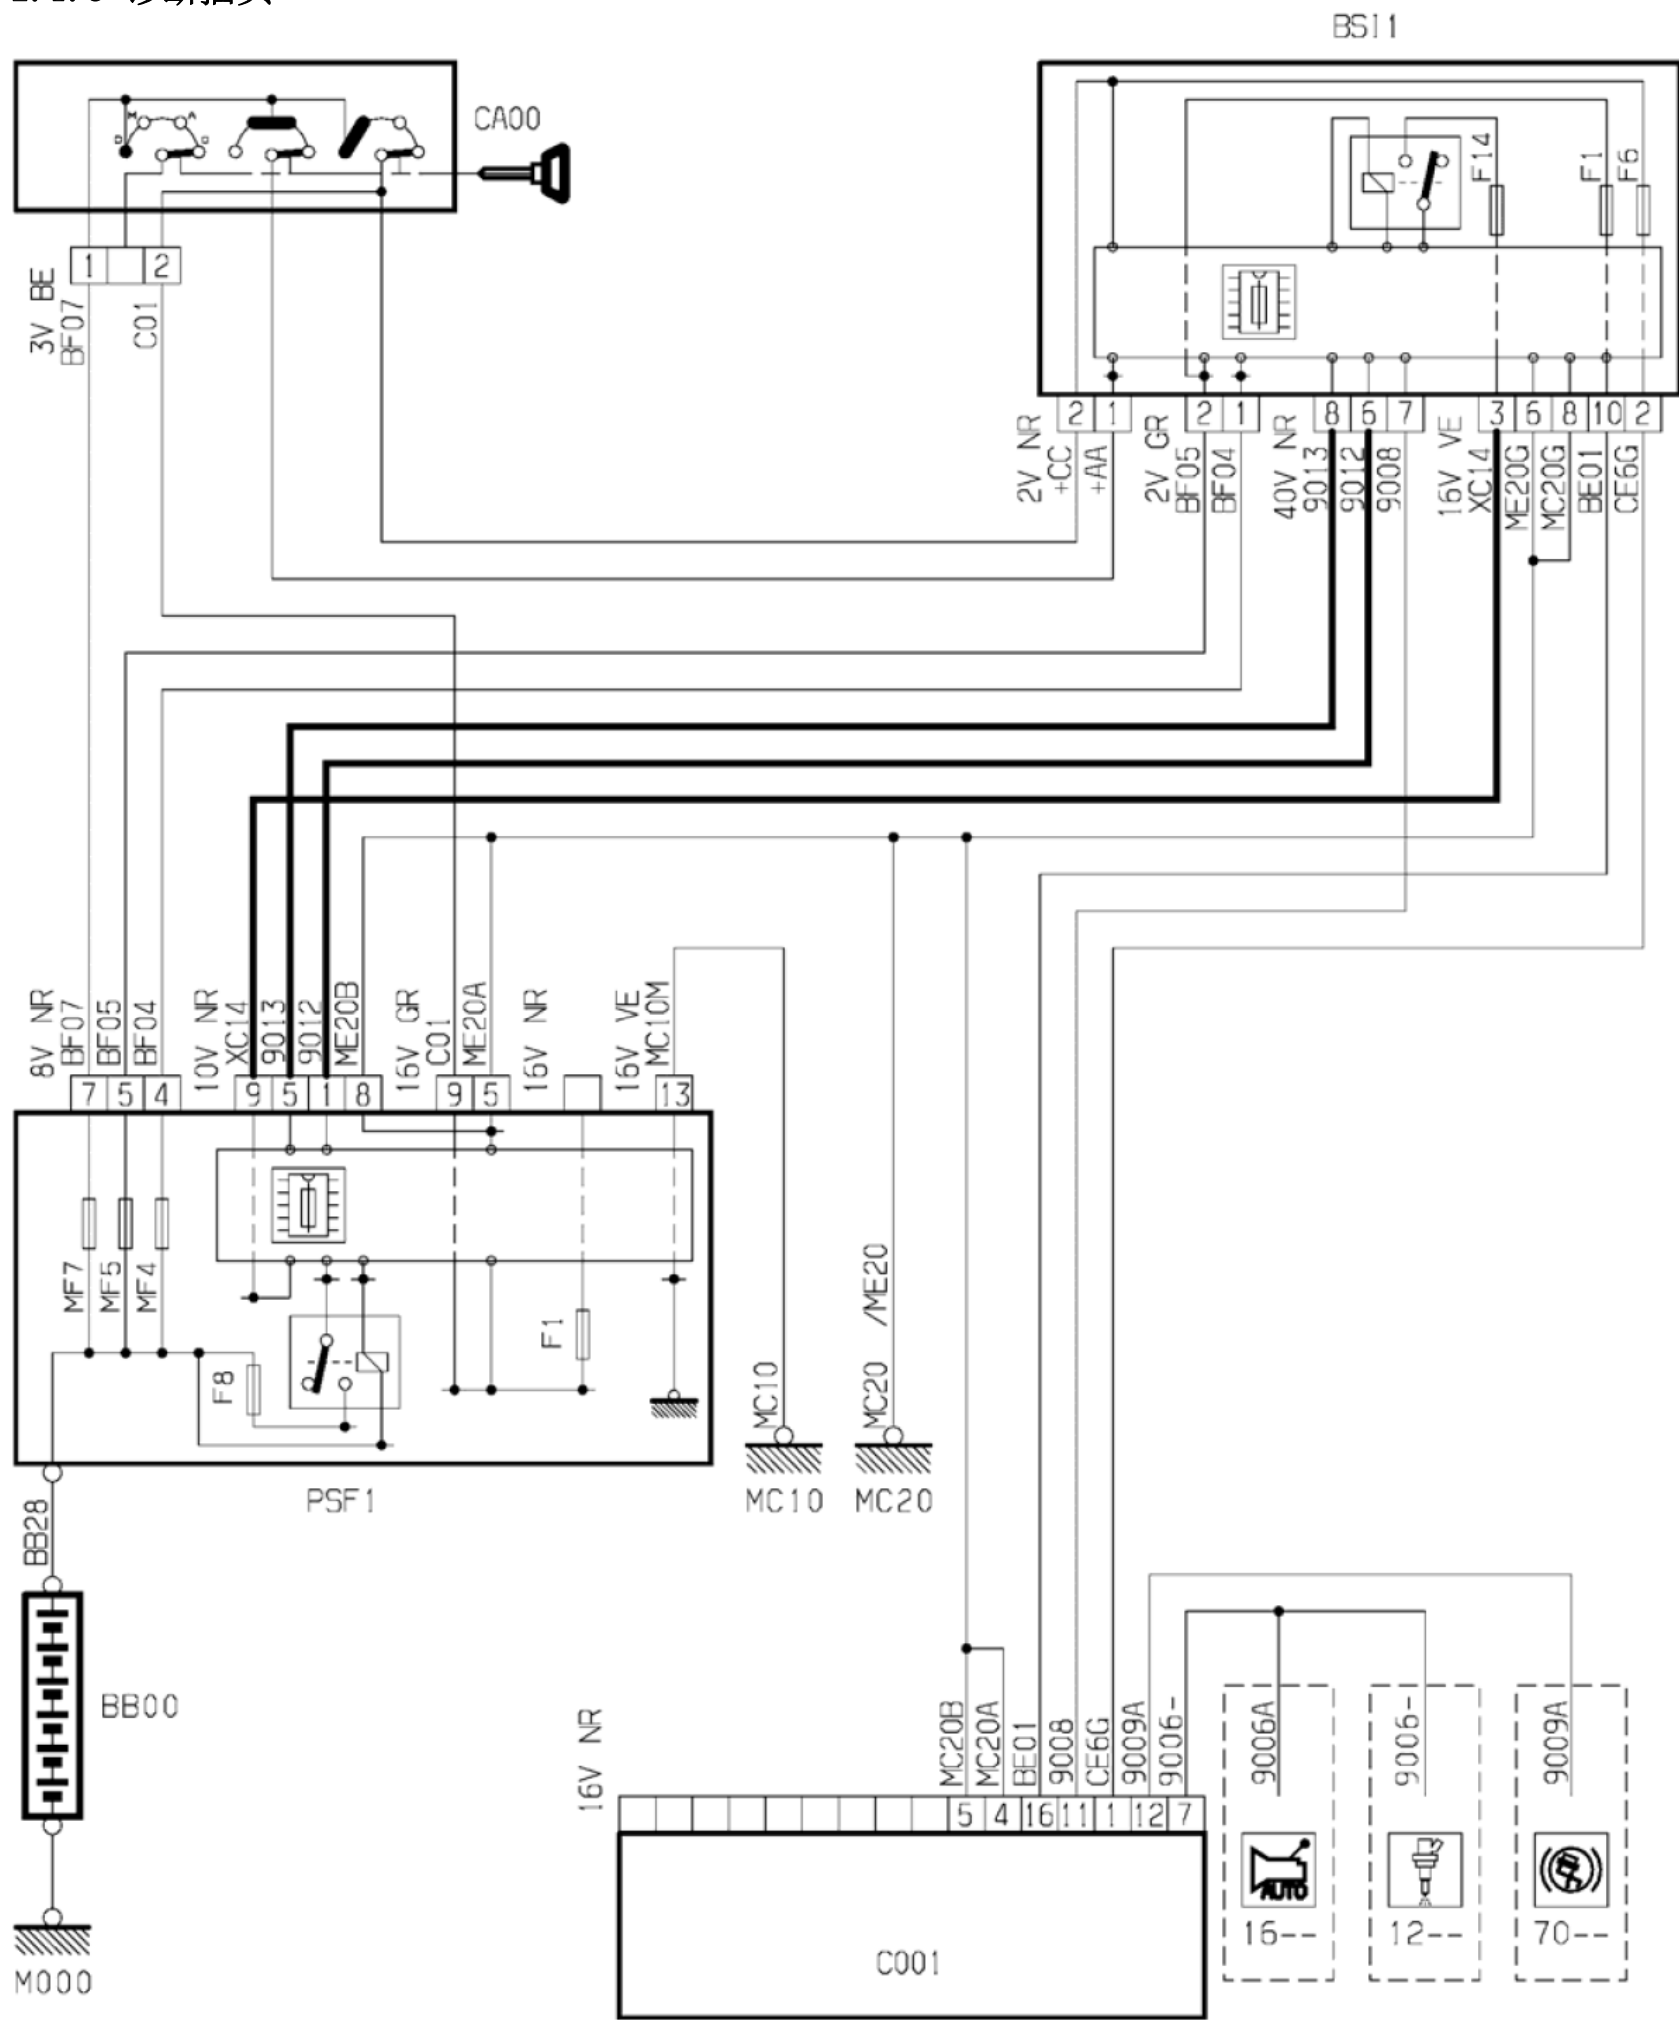 BSI1
CA00
M
A
D
D
F14
F1
F6
1
2
3V BE
BF07
C01
2
1
2
1
8
6
7
3
6
8
10
2
2V NR
+CC
+AA
2V GR
BF05
BF04
40V NR
9013
9012
9008
16V VE
XC14
ME20G
MC20G
BE01
CE6G
8V NR
BF07
BF05
BF04
10V NR
XC14
9013
9012
ME20B
16V GR
C01
ME20A
16V NR
16V VE
MC10M
7
5
4
9
5
1
8
9
5
13
MF7
MF5
MF4
F8
F1
PSF1
MC10
MC20 /ME20
MC10
MC20
BB28
BB00
M000
16V NR
MC20B
MC20A
BE01
9008
CE6G
9009A
9006-
5
4
16
11
1
12
7
C001
9006A
9006-
9009A
AUTO
16--
12--
70--